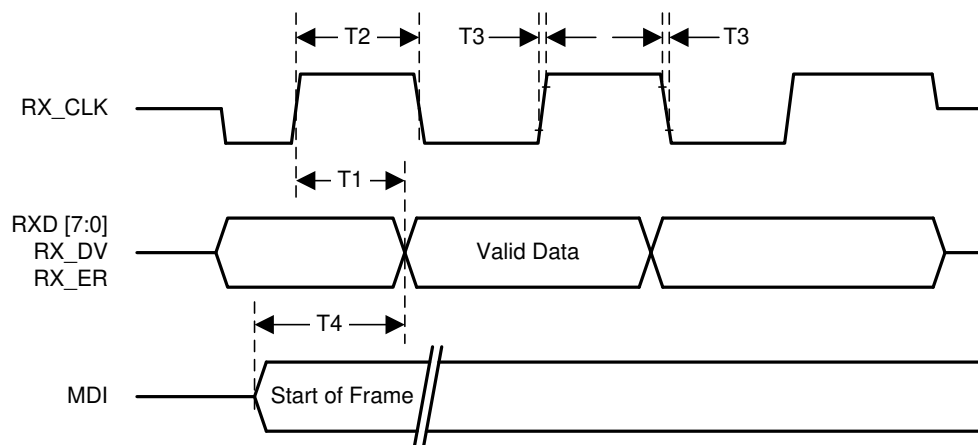 T2
T3
T3
RX_CLK
T1
RXD [7:0]
RX_DV
RX_ER
Valid Data
T4
MDI
Start of Frame